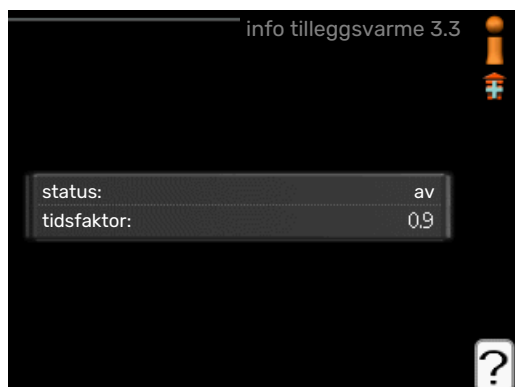 info tilleggsvarme 3.3
status: av
tidsfaktor: 0.9
?